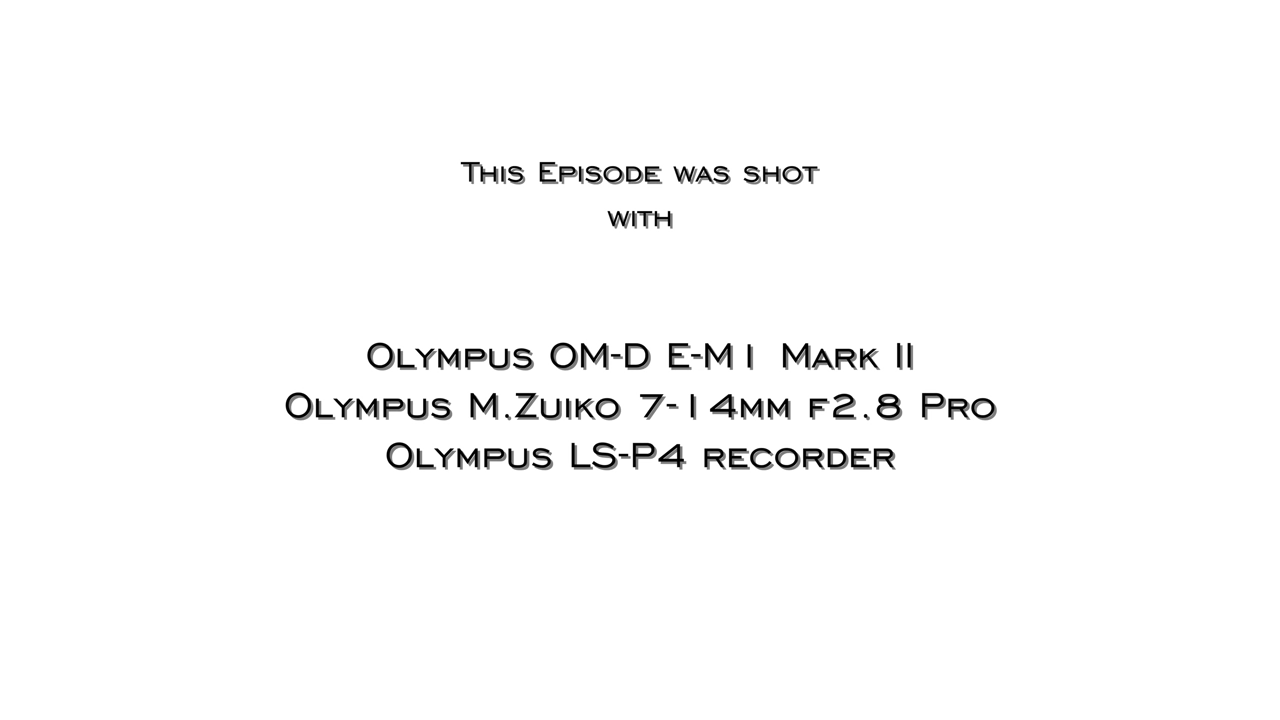 This Episode was shot
with
Olympus OM-D E-M1 Mark II
Olympus M.Zuiko 7-14mm f2.8 Pro
Olympus LS-P4 recorder